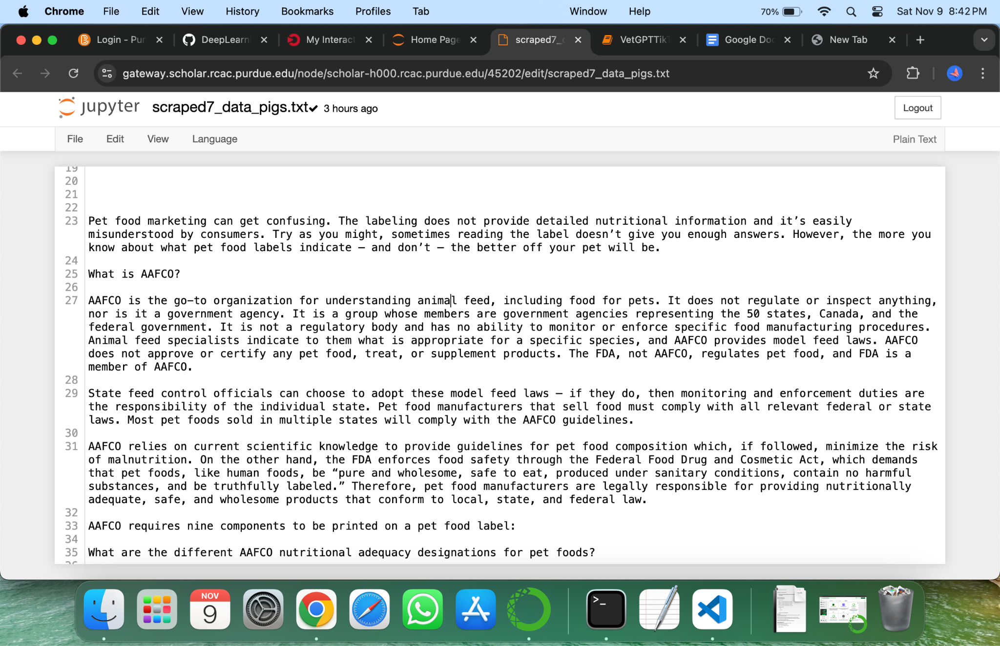 Chrome File Edit View History Bookmarks Profiles Tab Window Help 70% Sat Nov 9 8:42 PM
Login - Pur DeepLearni My Interact Home Page scraped7_ VetGPTTik Google Doc New Tab
gateway.scholar.rcac.purdue.edu/node/scholar-h000.rcac.purdue.edu/45202/edit/scraped7_data_pigs.txt
jupyter scraped7_data_pigs.txt 3 hours ago Logout
File Edit View Language Plain Text
19
20
21
22
23 Pet food marketing can get confusing. The labeling does not provide detailed nutritional information and it’s easily
misunderstood by consumers. Try as you might, sometimes reading the label doesn’t give you enough answers. However, the more you
know about what pet food labels indicate – and don’t – the better off your pet will be.
24
25 What is AAFCO?
26
27 AAFCO is the go-to organization for understanding animal feed, including food for pets. It does not regulate or inspect anything,
nor is it a government agency. It is a group whose members are government agencies representing the 50 states, Canada, and the
federal government. It is not a regulatory body and has no ability to monitor or enforce specific food manufacturing procedures.
Animal feed specialists indicate to them what is appropriate for a specific species, and AAFCO provides model feed laws. AAFCO
does not approve or certify any pet food, treat, or supplement products. The FDA, not AAFCO, regulates pet food, and FDA is a
member of AAFCO.
28
29 State feed control officials can choose to adopt these model feed laws – if they do, then monitoring and enforcement duties are
the responsibility of the individual state. Pet food manufacturers that sell food must comply with all relevant federal or state
laws. Most pet foods sold in multiple states will comply with the AAFCO guidelines.
30
31 AAFCO relies on current scientific knowledge to provide guidelines for pet food composition which, if followed, minimize the risk
of malnutrition. On the other hand, the FDA enforces food safety through the Federal Food Drug and Cosmetic Act, which demands
that pet foods, like human foods, be “pure and wholesome, safe to eat, produced under sanitary conditions, contain no harmful
substances, and be truthfully labeled.” Therefore, pet food manufacturers are legally responsible for providing nutritionally
adequate, safe, and wholesome products that conform to local, state, and federal law.
32
33 AAFCO requires nine components to be printed on a pet food label:
34
35 What are the different AAFCO nutritional adequacy designations for pet foods?
NOV
9